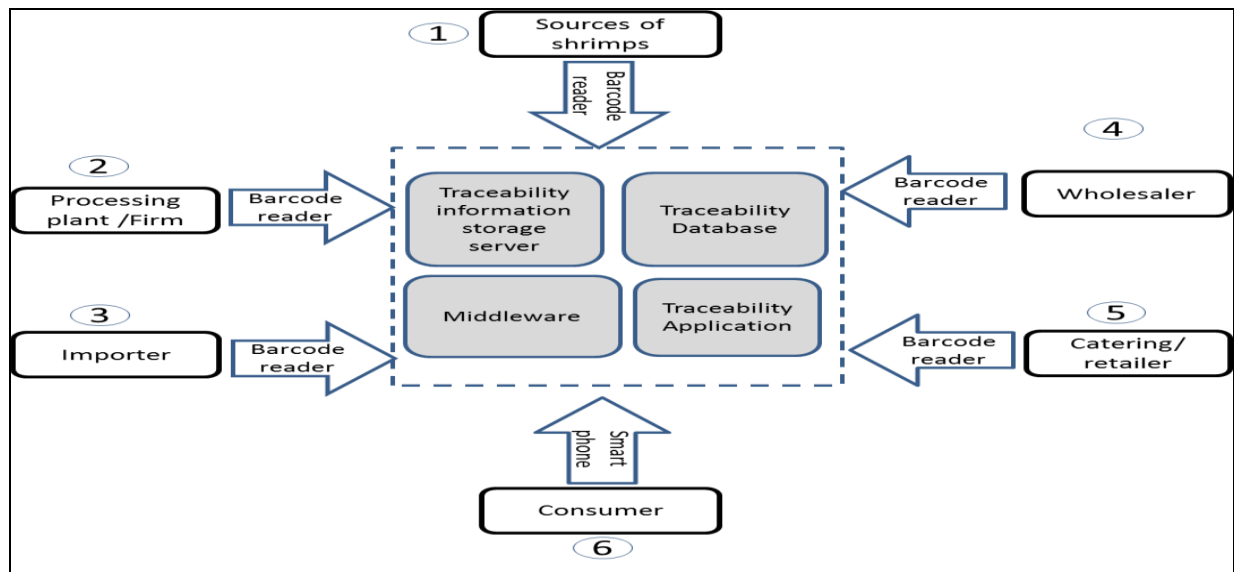 1
Sources of
shrimps
Barcode
reader
2
Processing
plant /Firm
Barcode
reader
3
Importer
Barcode
reader
Traceability
information
storage
server
Traceability
Database
Middleware
Traceability
Application
4
Wholesaler
Barcode
reader
5
Catering/
retailer
Barcode
reader
Smart
phone
Consumer
6